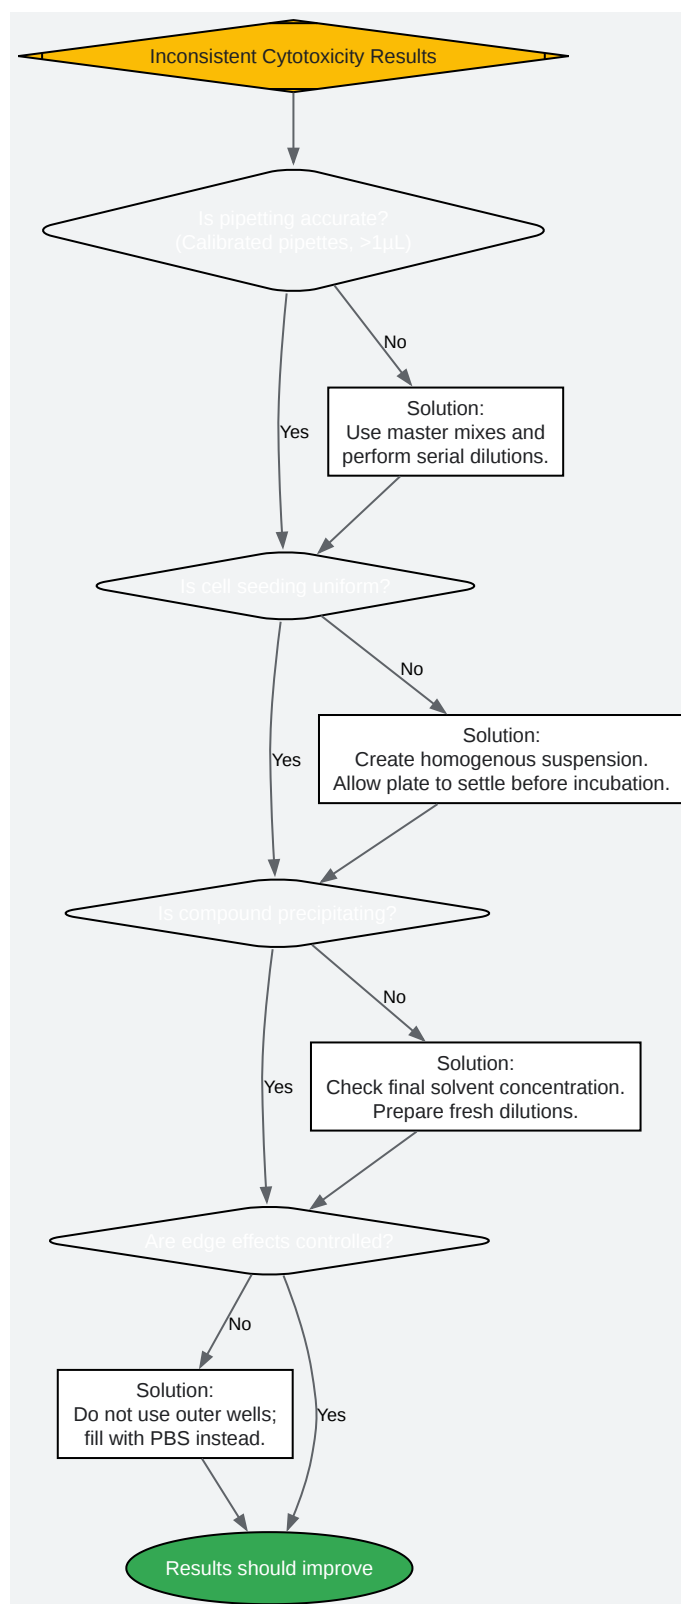 Inconsistent Cytotoxicity Results
Is pipetting accurate?
(Calibrated pipettes, >1µL)
No
Yes
Solution:
Use master mixes and
perform serial dilutions.
Is cell seeding uniform?
No
Yes
Solution:
Create homogenous suspension.
Allow plate to settle before incubation.
Is compound precipitating?
No
Yes
Solution:
Check final solvent concentration.
Prepare fresh dilutions.
Are edge effects controlled?
No
Solution:
Do not use outer wells;
fill with PBS instead.
Yes
Results should improve